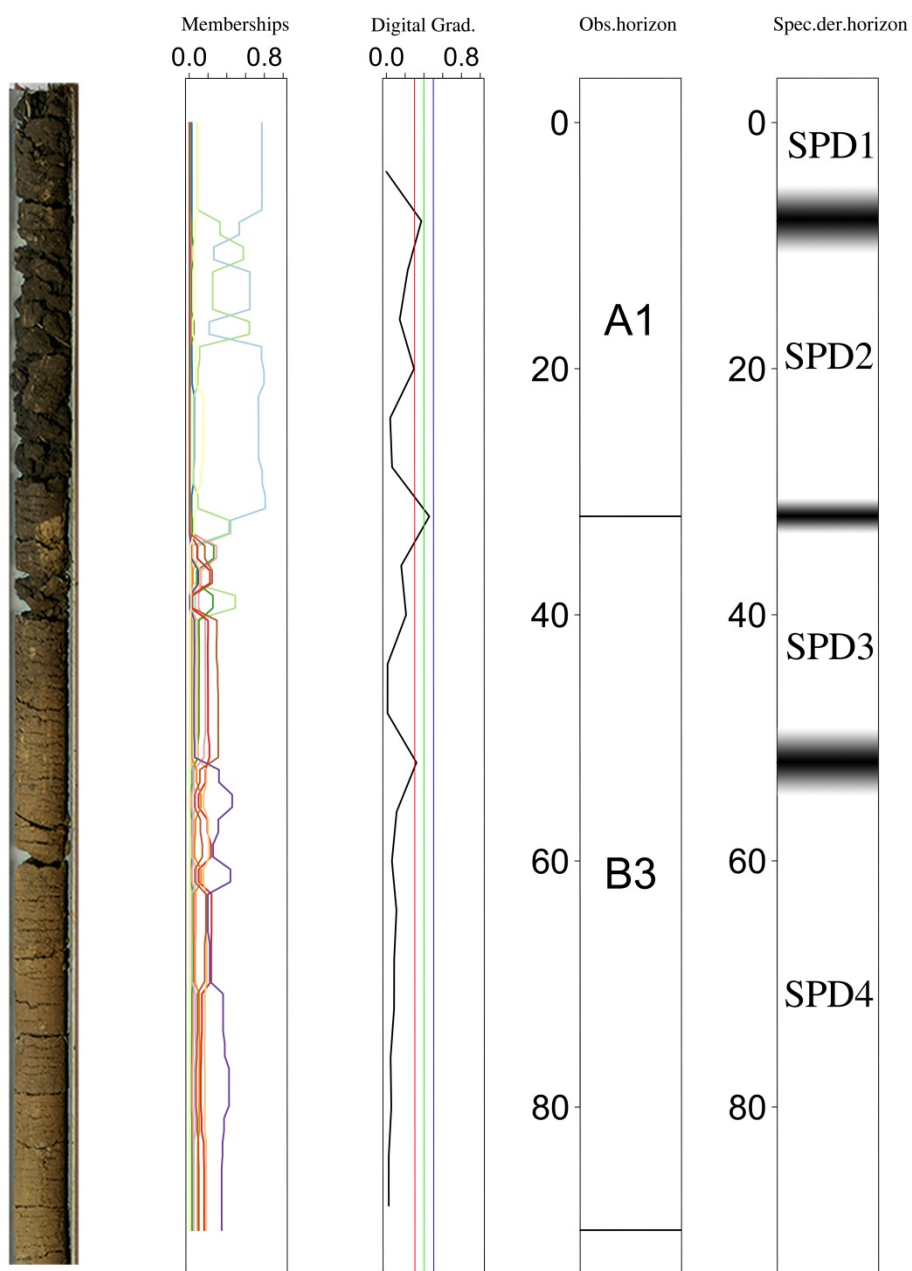 Memberships Digital Grad. Obs.horizon Spec.der.horizon
0.0 0.8 0.0 0.8
0 0
SPD1
A1
SPD2
20 20
40 40
SPD3
60 60
B3
SPD4
80 80